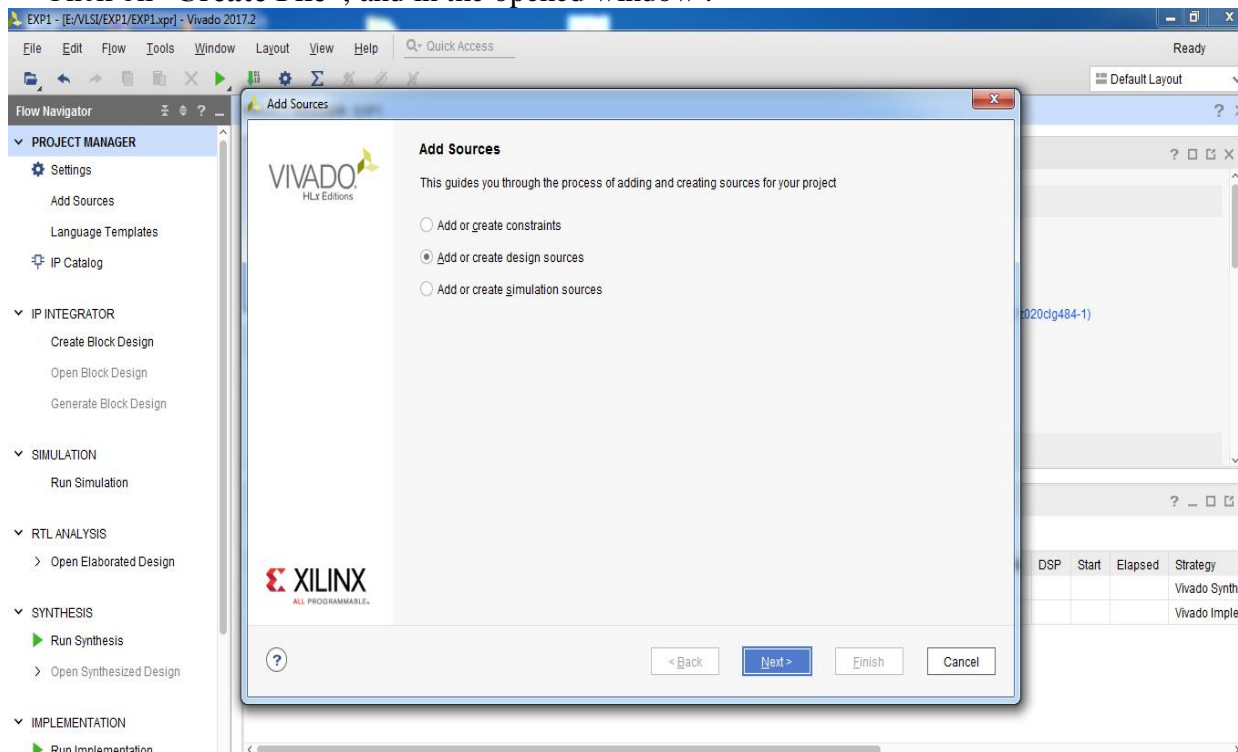 EXP1 - [E:/VLSI/EXP1/EXP1.xpr] - Vivado 2017.2
File Edit Flow Tools Window Layout View Help Quick Access Ready
Default Layout
Flow Navigator
PROJECT MANAGER
Settings
Add Sources
Language Templates
IP Catalog
IP INTEGRATOR
Create Block Design
Open Block Design
Generate Block Design
SIMULATION
Run Simulation
RTL ANALYSIS
Open Elaborated Design
SYNTHESIS
Run Synthesis
Open Synthesized Design
IMPLEMENTATION
Run Implementation
Add Sources
VIVADO
HLx Editions
Add Sources
This guides you through the process of adding and creating sources for your project
Add or create constraints
Add or create design sources
Add or create simulation sources
XILINX
ALL PROGRAMMABLE.
?
< Back Next > Finish Cancel
020clg484-1)
DSP Start Elapsed Strategy
Vivado Synth
Vivado Imple